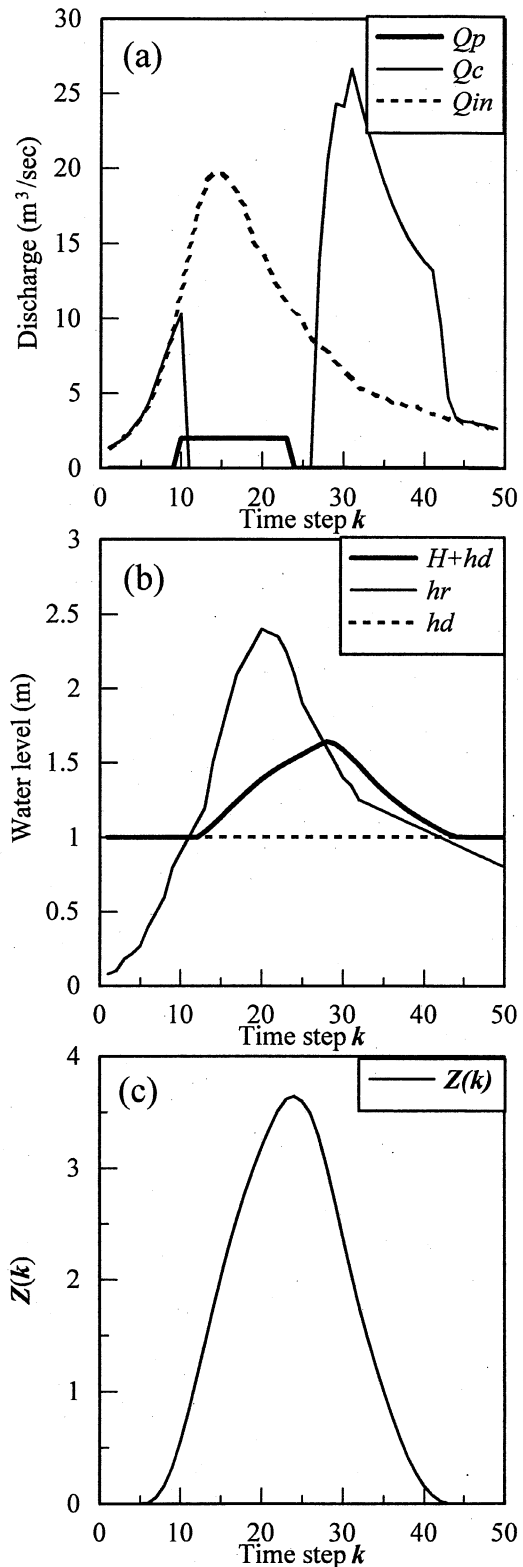 30
(a)
Qp
Qc
Qin
25
20
15
10
5
0
Discharge (m³/sec)
0 10 20 30 40 50
Time step k
3
(b)
H+hd
hr
hd
2.5
2
1.5
1
0.5
0
Water level (m)
0 10 20 30 40 50
Time step k
4
(c)
Z(k)
3
2
1
0
Z(k)
0 10 20 30 40 50
Time step k